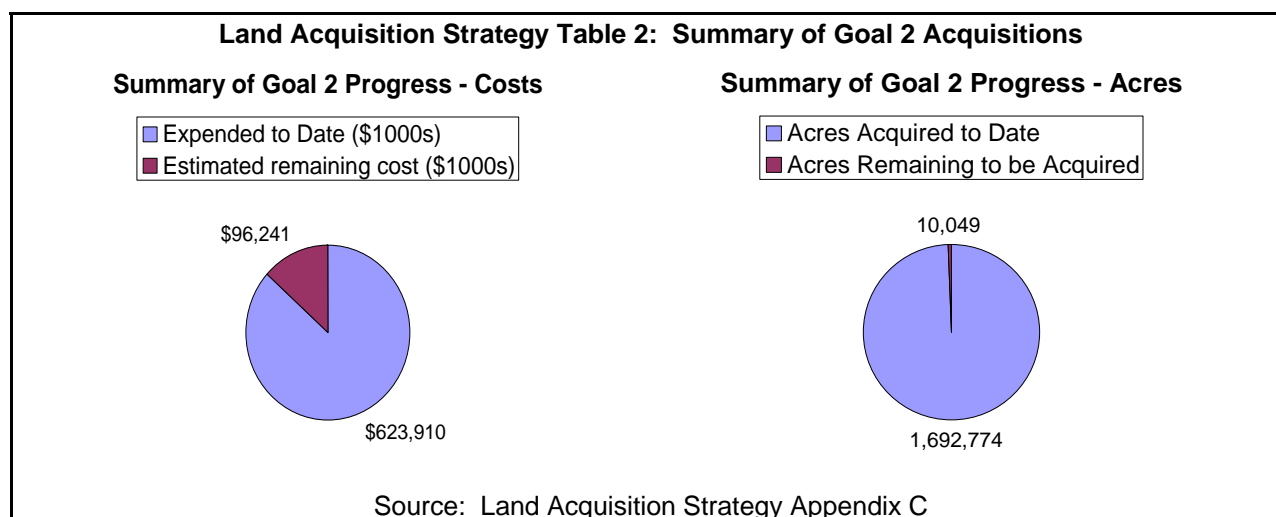 Land Acquisition Strategy Table 2: Summary of Goal 2 Acquisitions
Summary of Goal 2 Progress - Costs
Expended to Date ($1000s)
Estimated remaining cost ($1000s)
$96,241
$623,910
Summary of Goal 2 Progress - Acres
Acres Acquired to Date
Acres Remaining to be Acquired
10,049
1,692,774
Source: Land Acquisition Strategy Appendix C